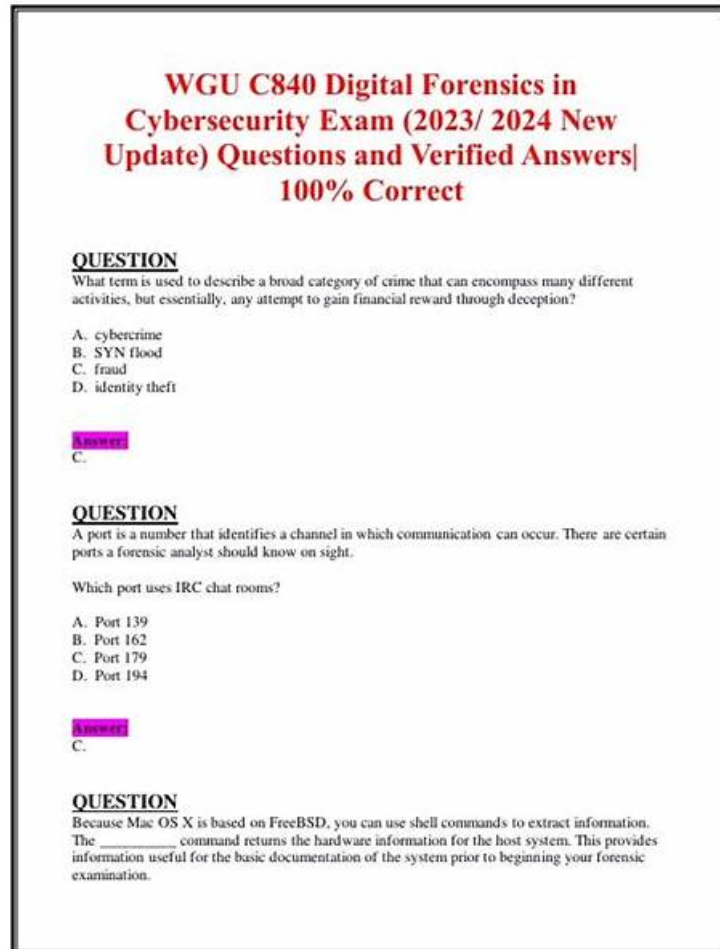 WGU C840 Digital Forensics in
Cybersecurity Exam (2023/ 2024 New
Update) Questions and Verified Answers|
100% Correct
QUESTION
What term is used to describe a broad category of crime that can encompass many different
activities, but essentially, any attempt to gain financial reward through deception?
A. cybercrime
B. SYN flood
C. fraud
D. identity theft
Answer:
C.
QUESTION
A port is a number that identifies a channel in which communication can occur. There are certain
ports a forensic analyst should know on sight.
Which port uses IRC chat rooms?
A. Port 139
B. Port 162
C. Port 179
D. Port 194
Answer:
C.
QUESTION
Because Mac OS X is based on FreeBSD, you can use shell commands to extract information.
The __________ command returns the hardware information for the host system. This provides
information useful for the basic documentation of the system prior to beginning your forensic
examination.